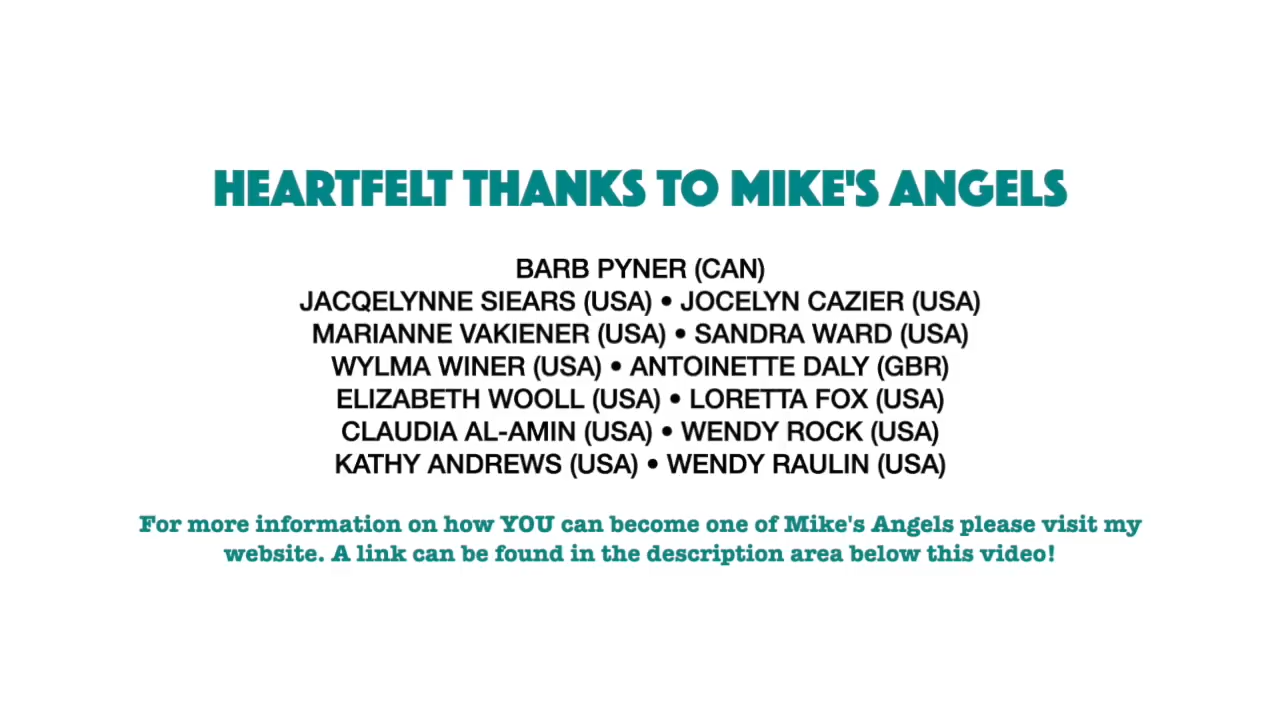 HEARTFELT THANKS TO MIKE'S ANGELS
BARB PYNER (CAN)
JACQELYNNE SIEARS (USA) • JOCELYN CAZIER (USA)
MARIANNE VAKIENER (USA) • SANDRA WARD (USA)
WYLMA WINER (USA) • ANTOINETTE DALY (GBR)
ELIZABETH WOOLL (USA) • LORETTA FOX (USA)
CLAUDIA AL-AMIN (USA) • WENDY ROCK (USA)
KATHY ANDREWS (USA) • WENDY RAULIN (USA)
For more information on how YOU can become one of Mike's Angels please visit my
website. A link can be found in the description area below this video!